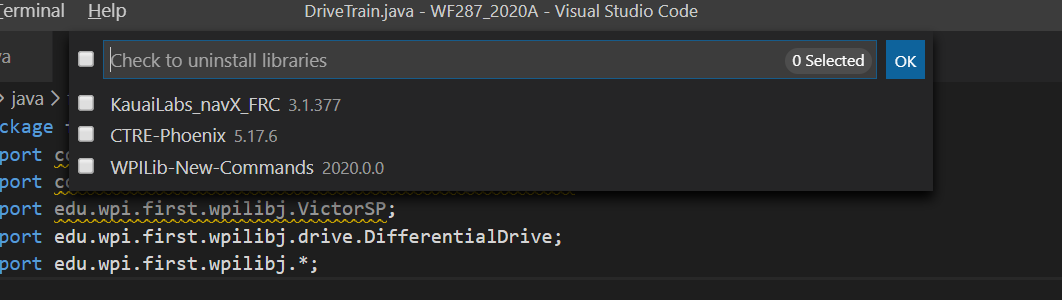 Terminal Help DriveTrain.java - WF287_2020A - Visual Studio Code
Check to uninstall libraries 0 Selected OK
va
KauaiLabs_navX_FRC 3.1.377
> java >
CTRE-Phoenix 5.17.6
ckage
WPILib-New-Commands 2020.0.0
port co
port co
port edu.wpi.first.wpilibj.VictorSP;
port edu.wpi.first.wpilibj.drive.DifferentialDrive;
port edu.wpi.first.wpilibj.*;